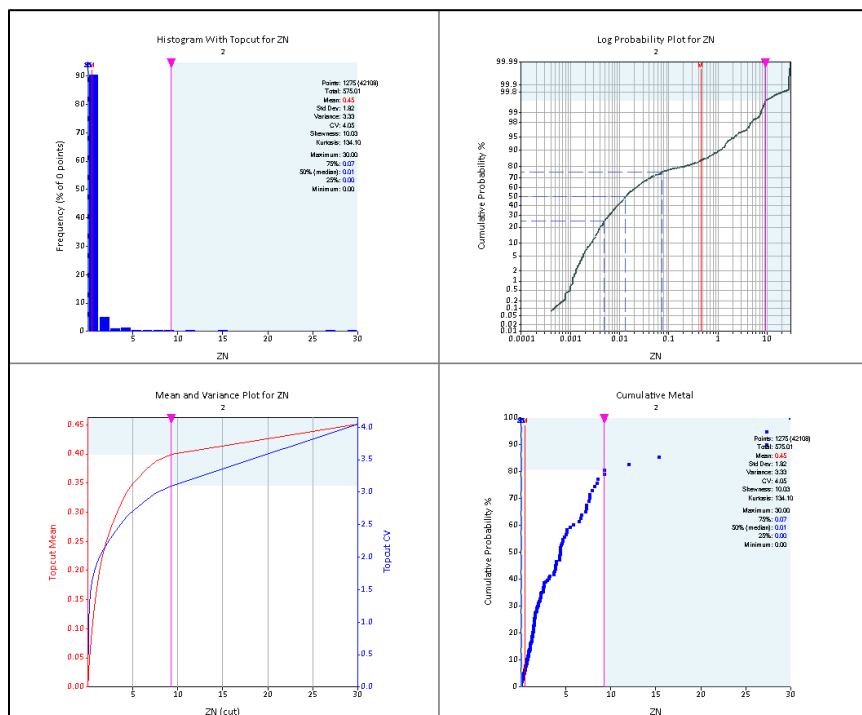 Histogram With Topcut for ZN
2
Frequency (% of 0 points)
90
80
70
60
50
40
30
20
10
0
5
10
15
20
25
30
ZN
Points: 1275 (42108)
Total: 575.01
Mean: 0.45
Std Dev: 1.82
Variance: 3.33
CV: 4.05
Skewness: 10.03
Kurtosis: 134.10
Maximum: 30.00
75%: 0.07
50% (median): 0.01
25%: 0.00
Minimum: 0.00
Log Probability Plot for ZN
2
M
Cumulative Probability %
99.99
99.9
99.8
99
98
95
90
80
70
60
50
40
30
20
10
5
2
1
0.5
0.2
0.1
0.05
0.02
0.01
0.0001
0.001
0.01
0.1
1
10
ZN
Mean and Variance Plot for ZN
2
Topcut Mean
0.45
0.40
0.35
0.30
0.25
0.20
0.15
0.10
0.05
0.00
Topcut CV
4.0
3.5
3.0
2.5
2.0
1.5
1.0
0.5
0.0
5
10
15
20
25
30
ZN (cut)
Cumulative Metal
2
Cumulative Probability %
100
90
80
70
60
50
40
30
20
10
0
5
10
15
20
25
30
ZN
Points: 1275 (42108)
Total: 575.01
Mean: 0.45
Std Dev: 1.82
Variance: 3.33
CV: 4.05
Skewness: 10.03
Kurtosis: 134.10
Maximum: 30.00
75%: 0.07
50% (median): 0.01
25%: 0.00
Minimum: 0.00